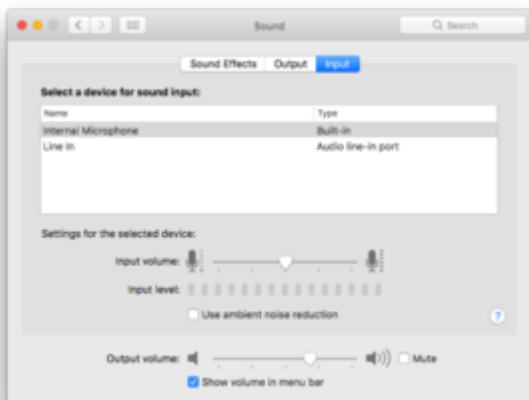 Sound
Search
Sound Effects Output Input
Select a device for sound input:
Name Type
Internal Microphone Built-in
Line In Audio line-in port
Settings for the selected device:
Input volume:
Input level:
Use ambient noise reduction
?
Output volume: Mute
Show volume in menu bar